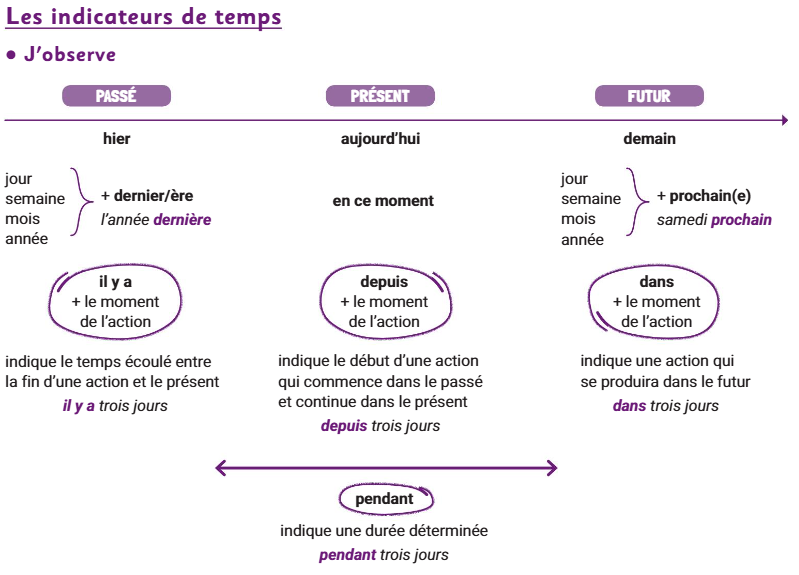 Les indicateurs de temps
• J'observe
PASSÉ
PRÉSENT
FUTUR
hier
aujourd'hui
demain
jour
semaine
mois
année
+ dernier/ère
l'année dernière
en ce moment
jour
semaine
mois
année
+ prochain(e)
samedi prochain
il y a
+ le moment
de l'action
depuis
+ le moment
de l'action
dans
+ le moment
de l'action
indique le temps écoulé entre
la fin d'une action et le présent
il y a trois jours
indique le début d'une action
qui commence dans le passé
et continue dans le présent
depuis trois jours
indique une action qui
se produira dans le futur
dans trois jours
pendant
indique une durée déterminée
pendant trois jours